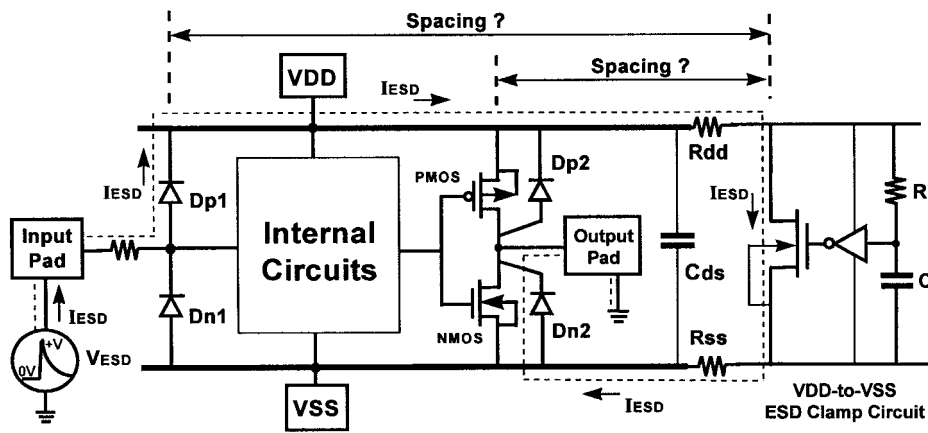 Spacing ?
Spacing ?
VDD
IESD
Rdd
IESD
Dp1
PMOS
Dp2
IESD
R
Input
Pad
Internal
Circuits
Output
Pad
Cds
C
IESD
Dn1
NMOS
Dn2
0V
+V
VESD
Rss
VSS
IESD
VDD-to-VSS
ESD Clamp Circuit